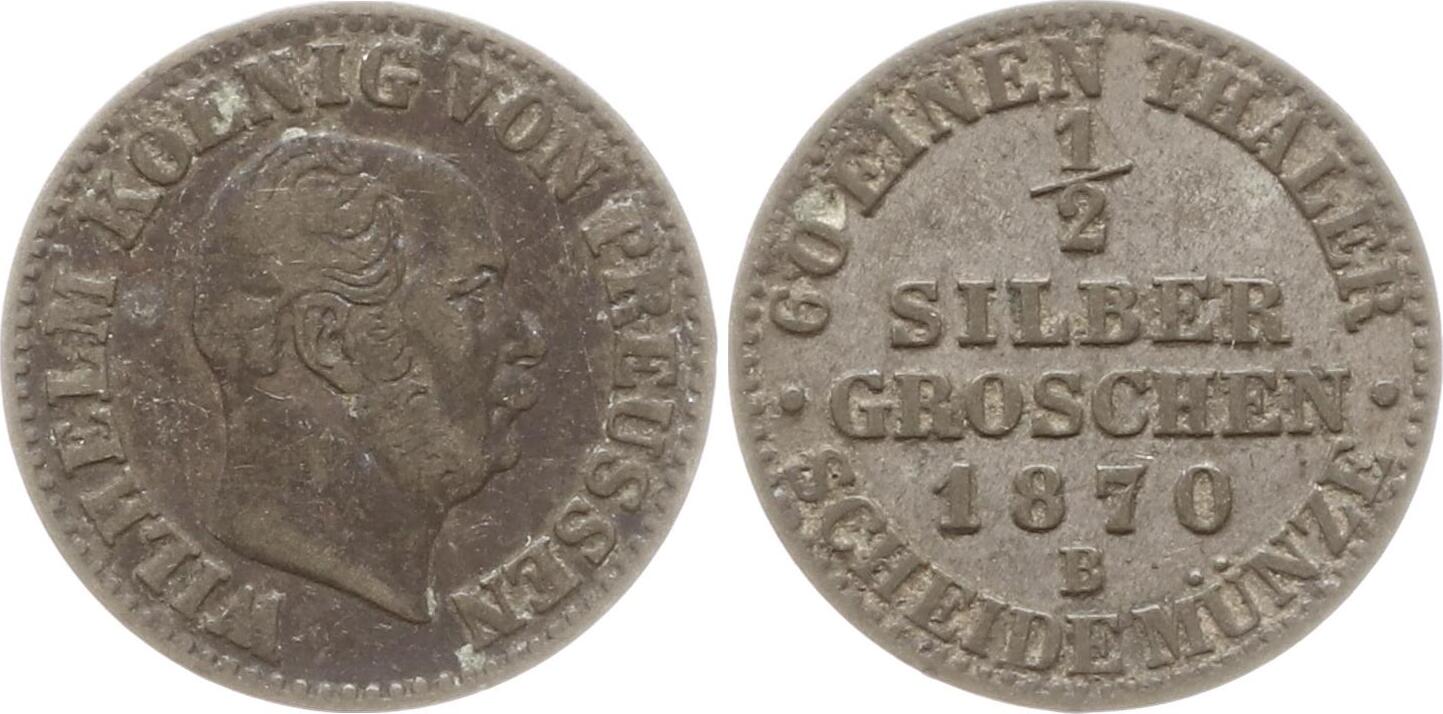 WILHELM KOENIG VON PREUSSEN
60 EINEN THALER
1/2
SILBER
· GROSCHEN ·
1870
B
SCHEIDEMÜNZE